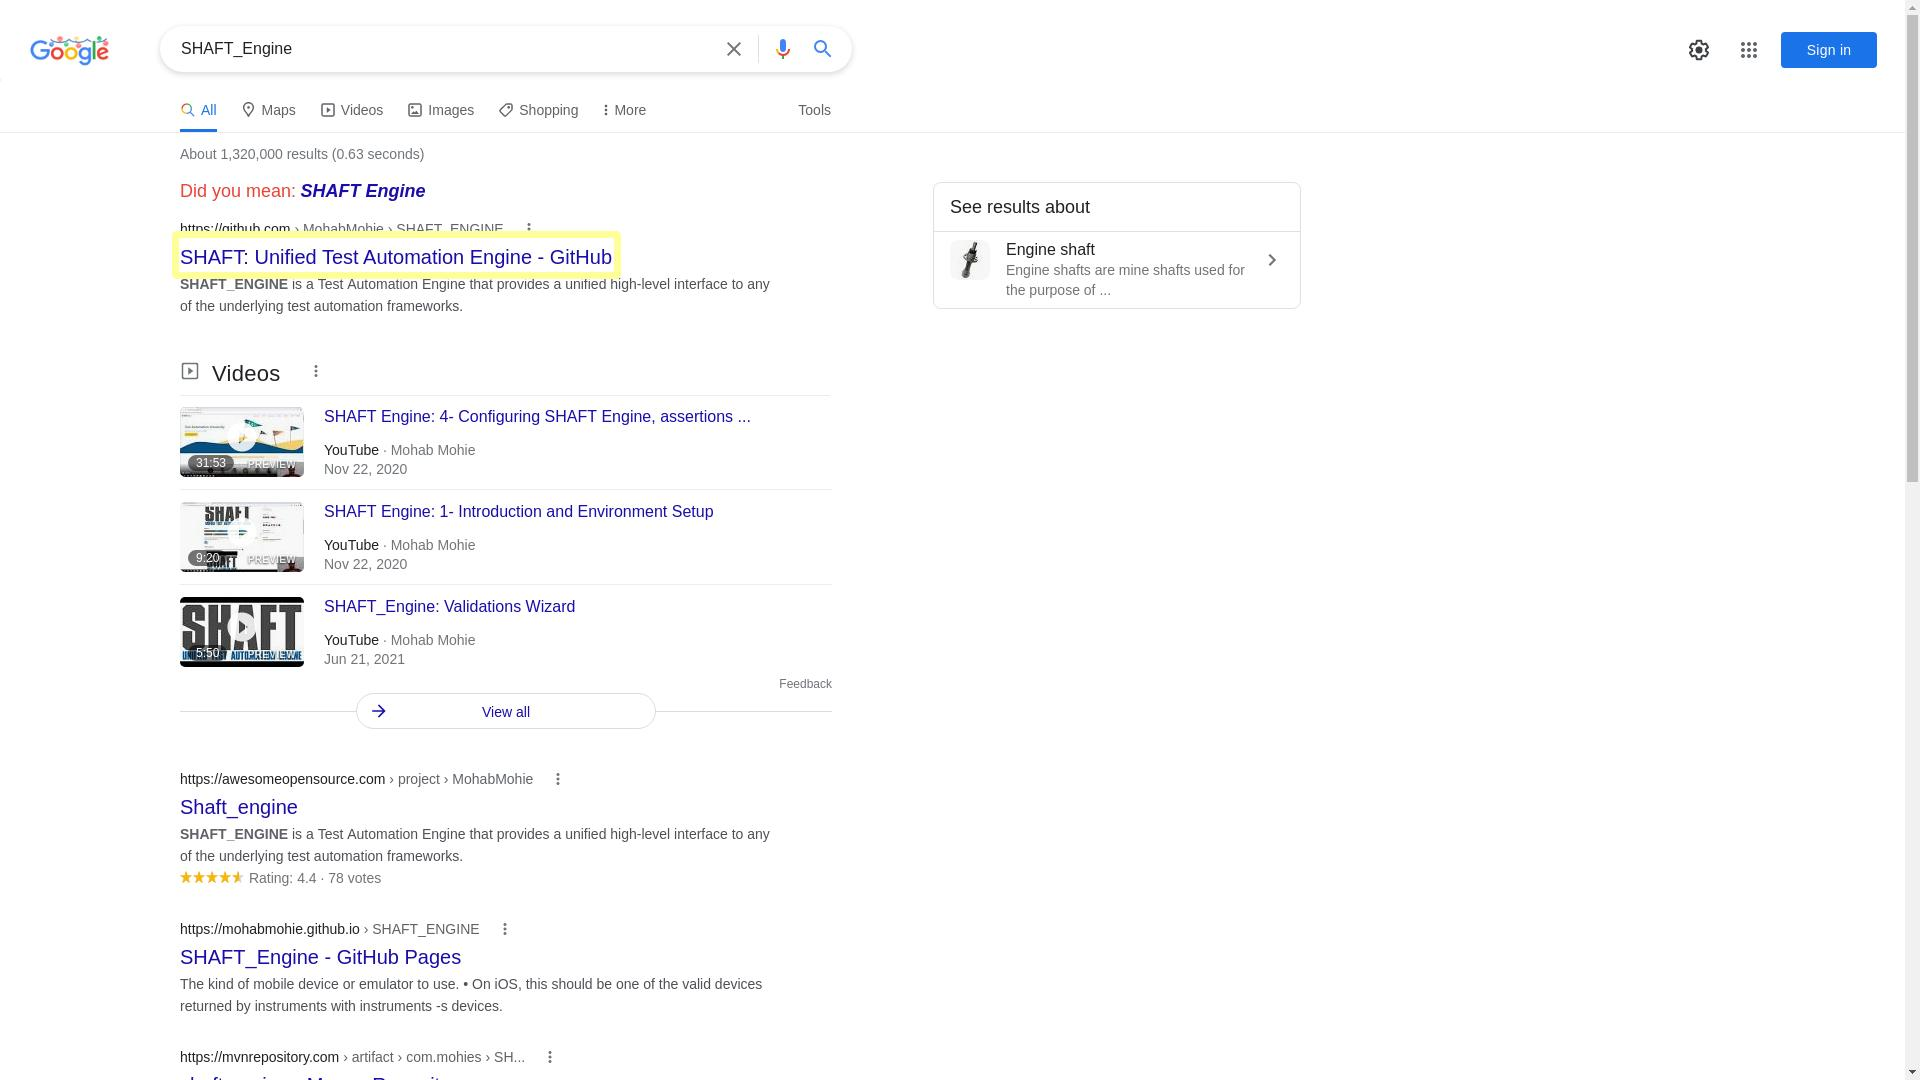 Google
SHAFT_Engine
Sign in
All
Maps
Videos
Images
Shopping
More
Tools
About 1,320,000 results (0.63 seconds)
Did you mean: SHAFT Engine
https://github.com › MohabMohie › SHAFT_ENGINE
SHAFT: Unified Test Automation Engine - GitHub
SHAFT_ENGINE is a Test Automation Engine that provides a unified high-level interface to any
of the underlying test automation frameworks.
See results about
Engine shaft
Engine shafts are mine shafts used for
the purpose of ...
Videos
SHAFT Engine: 4- Configuring SHAFT Engine, assertions ...
YouTube · Mohab Mohie
Nov 22, 2020
31:53
PREVIEW
SHAFT Engine: 1- Introduction and Environment Setup
YouTube · Mohab Mohie
Nov 22, 2020
SHAFT
9:20
PREVIEW
SHAFT_Engine: Validations Wizard
YouTube · Mohab Mohie
Jun 21, 2021
SHAFT
5:50
PREVIEW
Feedback
View all
https://awesomeopensource.com › project › MohabMohie
Shaft_engine
SHAFT_ENGINE is a Test Automation Engine that provides a unified high-level interface to any
of the underlying test automation frameworks.
Rating: 4.4 · 78 votes
https://mohabmohie.github.io › SHAFT_ENGINE
SHAFT_Engine - GitHub Pages
The kind of mobile device or emulator to use. • On iOS, this should be one of the valid devices
returned by instruments with instruments -s devices.
https://mvnrepository.com › artifact › com.mohies › SH...